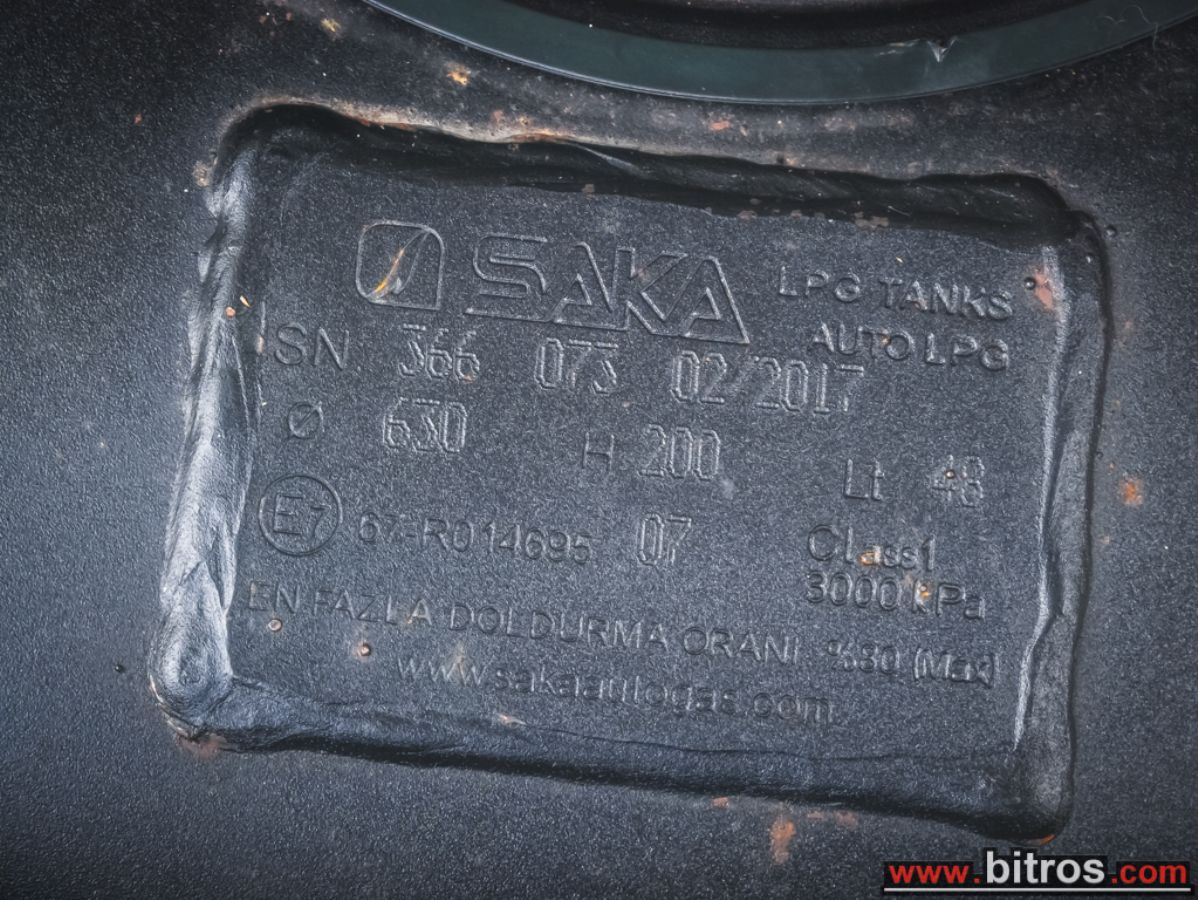 SAKA LPG TANKS
AUTO LPG
SN 366 073 02/2017
Ø 630 H 200 Lt 48
E7 67-R014695 07 Class1
3000 kPa
EN FAZLA DOLDURMA ORANI %80 (Max)
www.sakaautogas.com
www.bitros.com